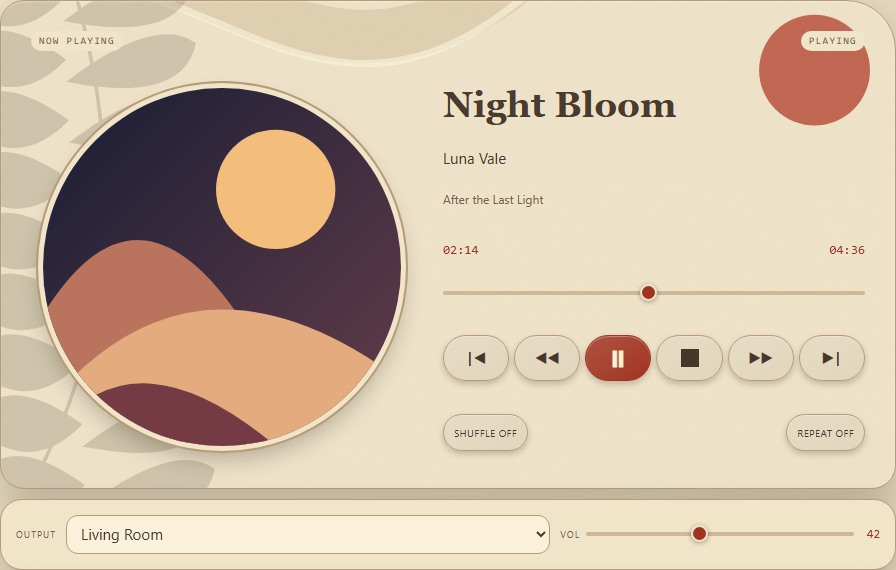 NOW PLAYING
PLAYING
Night Bloom
Luna Vale
After the Last Light
02:14 04:36
SHUFFLE OFF REPEAT OFF
OUTPUT Living Room VOL 42